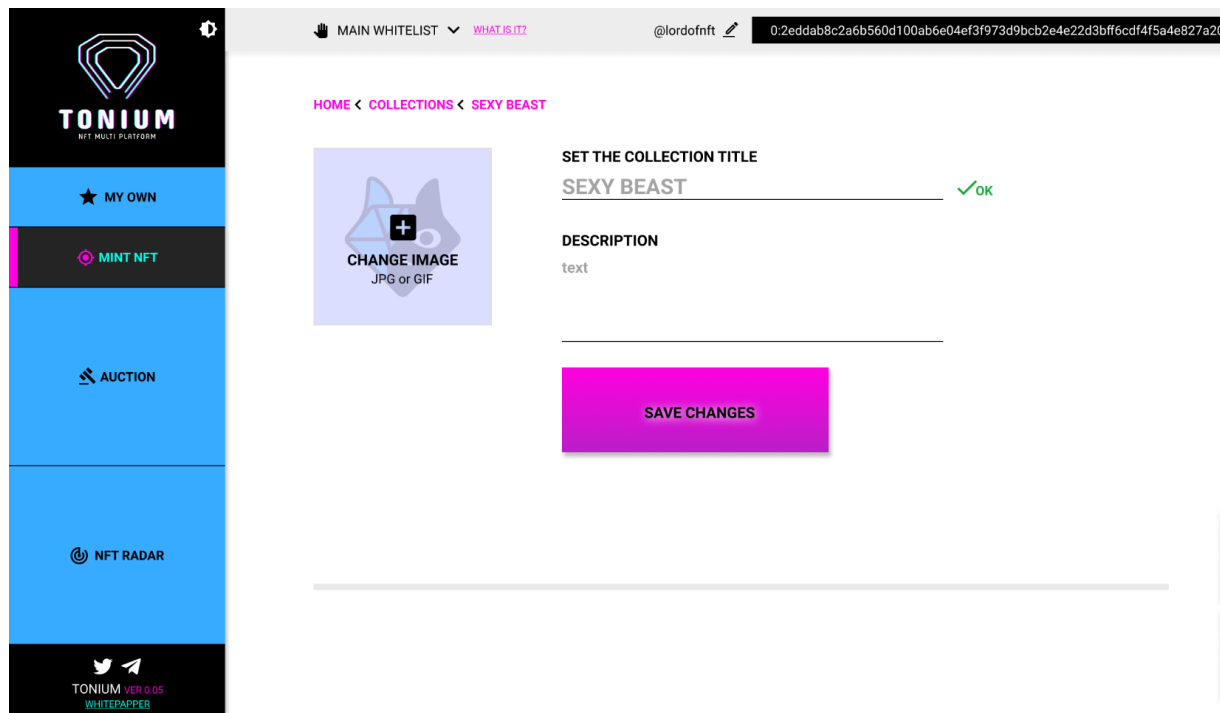 TONIUM
NFT MULTI PLATFORM
MY OWN
MINT NFT
AUCTION
NFT RADAR
TONIUM VER 0.05
WHITEPAPPER
MAIN WHITELIST WHAT IS IT? @lordofnft 0:2eddab8c2a6b560d100ab6e04ef3f973d9bcb2e4e22d3bff6cdf4f5a4e827a20
HOME < COLLECTIONS < SEXY BEAST
CHANGE IMAGE
JPG or GIF
SET THE COLLECTION TITLE
SEXY BEAST OK
DESCRIPTION
text
SAVE CHANGES